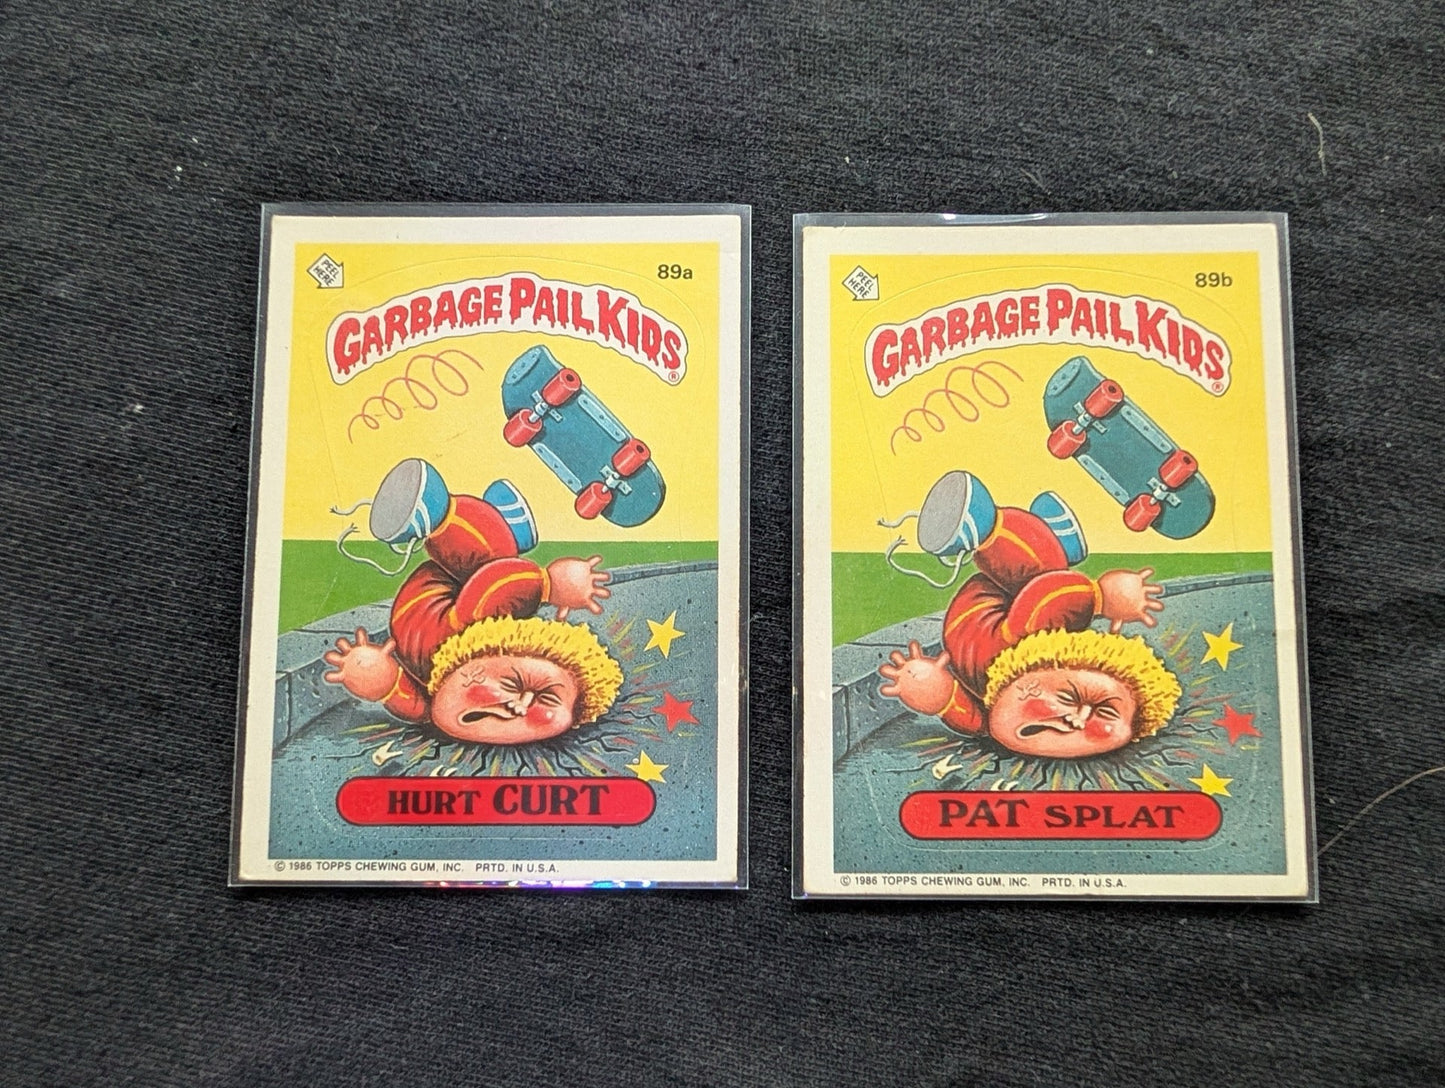 PEEL HERE
89a
GARBAGE PAIL KIDS
®
HURT CURT
© 1986 TOPPS CHEWING GUM, INC. PRTD. IN U.S.A.
PEEL HERE
89b
GARBAGE PAIL KIDS
®
PAT SPLAT
© 1986 TOPPS CHEWING GUM, INC. PRTD. IN U.S.A.